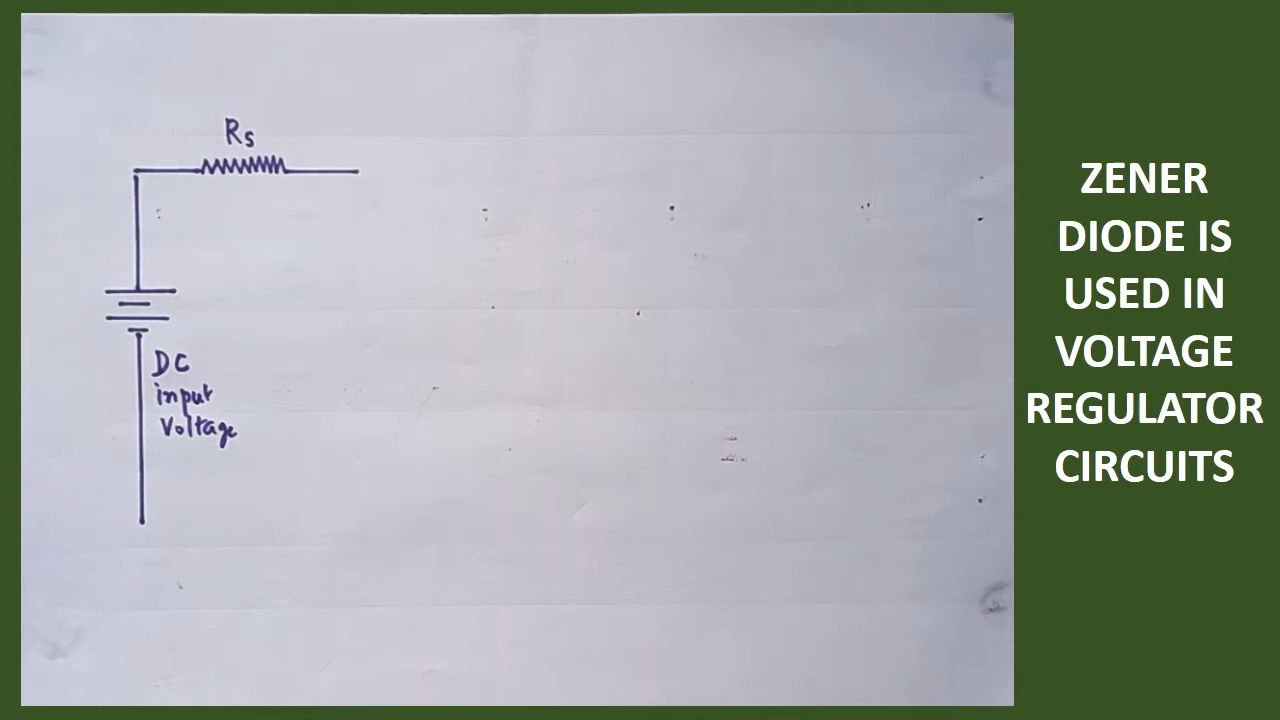 Rs
DC
input
Voltage
ZENER
DIODE IS
USED IN
VOLTAGE
REGULATOR
CIRCUITS